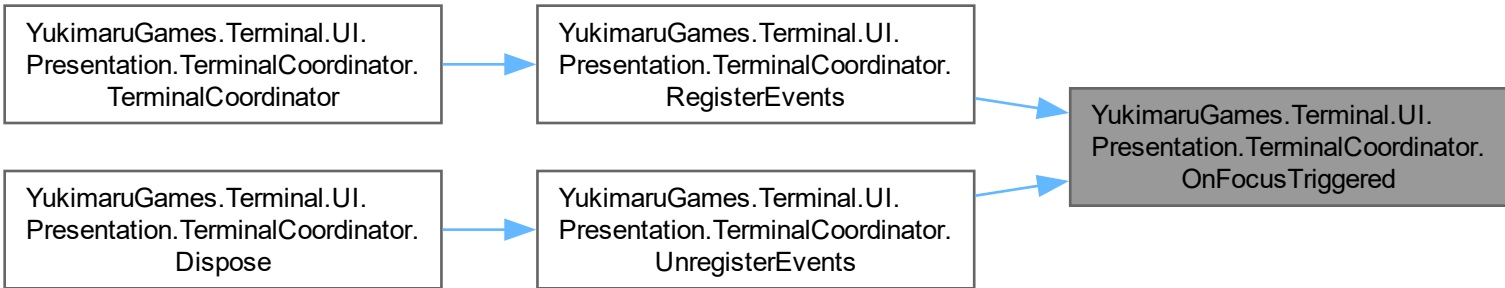 YukimaruGames.Terminal.UI.
Presentation.TerminalCoordinator.
TerminalCoordinator
YukimaruGames.Terminal.UI.
Presentation.TerminalCoordinator.
RegisterEvents
YukimaruGames.Terminal.UI.
Presentation.TerminalCoordinator.
OnFocusTriggered
YukimaruGames.Terminal.UI.
Presentation.TerminalCoordinator.
Dispose
YukimaruGames.Terminal.UI.
Presentation.TerminalCoordinator.
UnregisterEvents